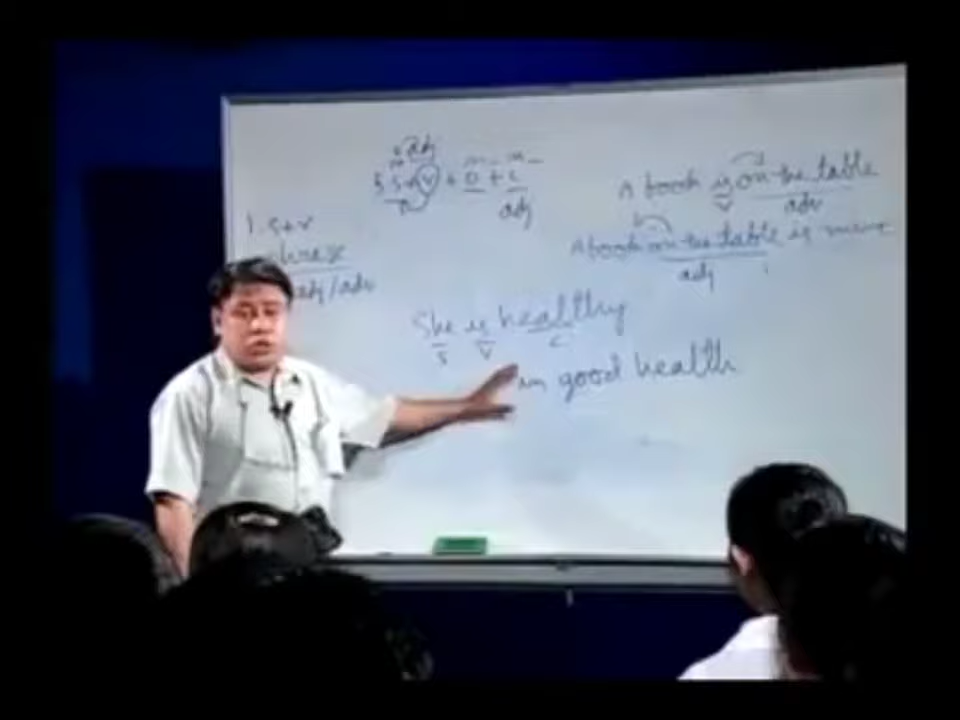 adj
S + V + O + C
adj
1. S+V
phrase
adj/adv
A book is on the table
V adv
A book on the table is mine
adj
She is healthy
S V C
in good health